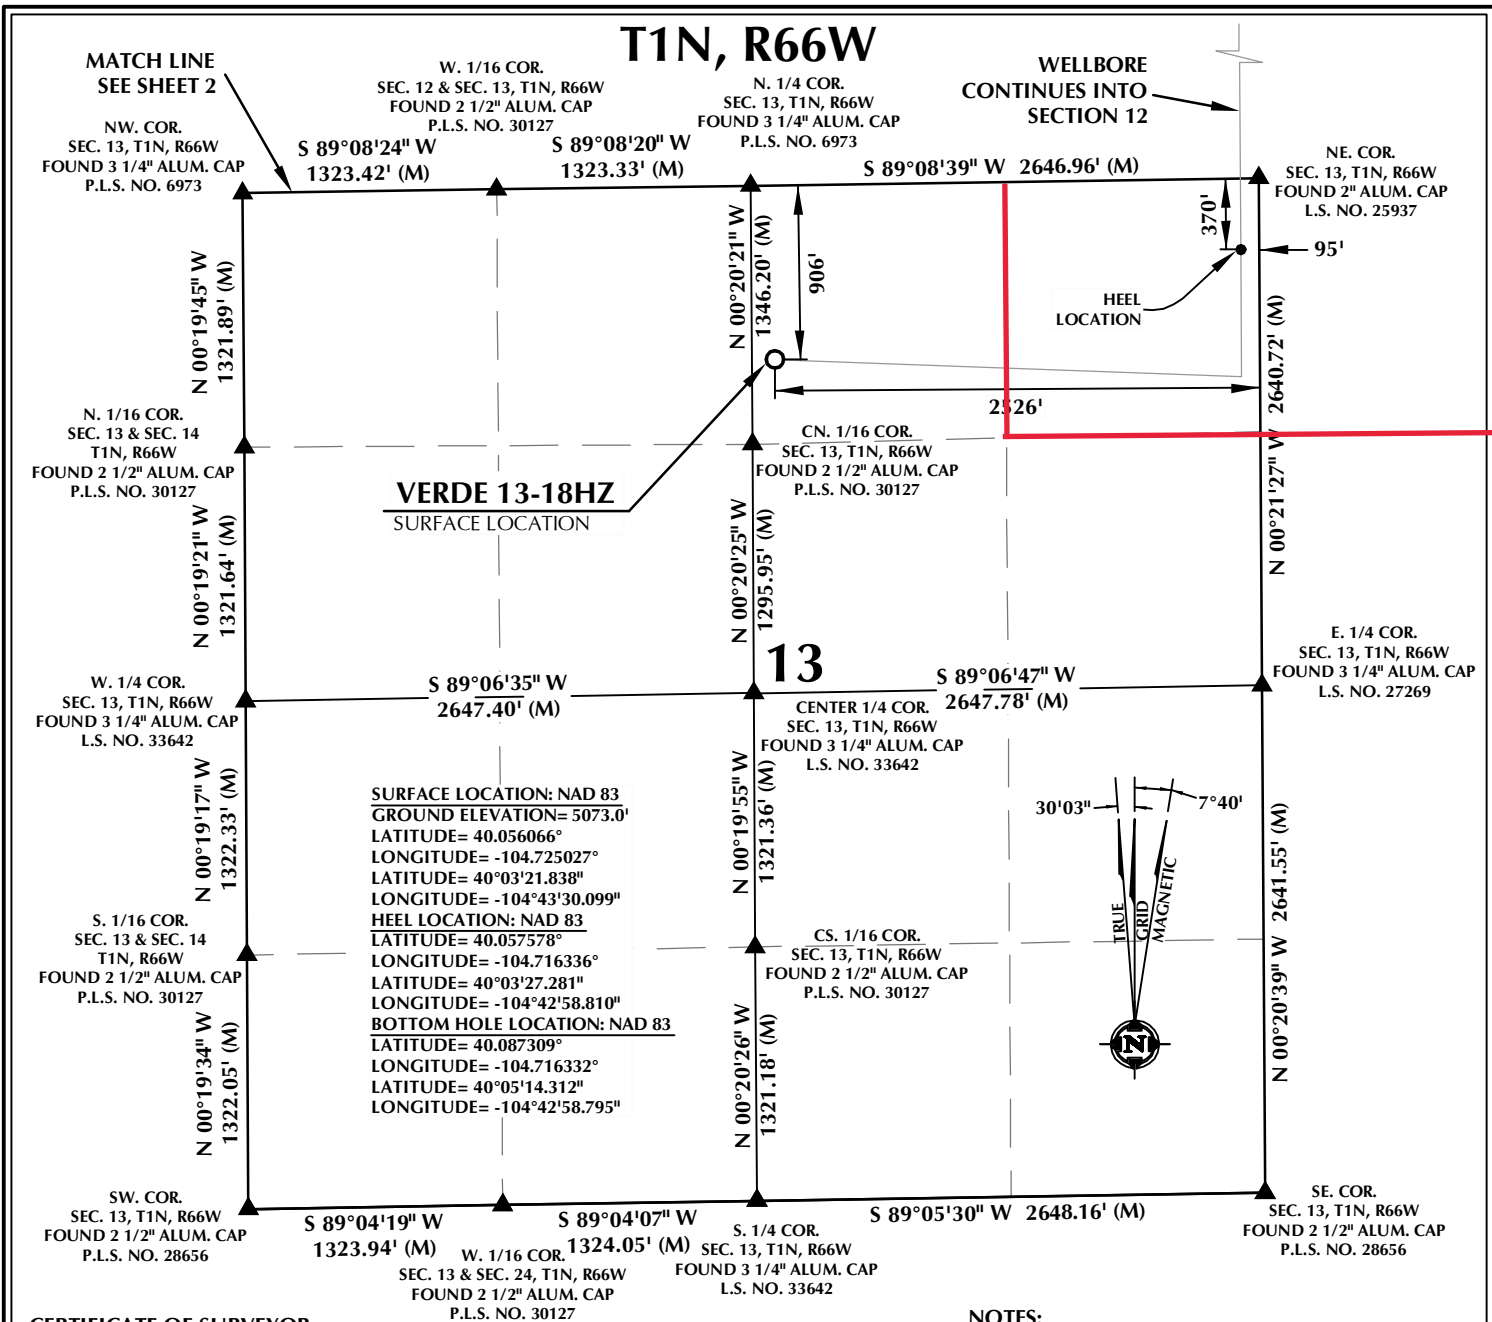 T1N, R66W
MATCH LINE
SEE SHEET 2
W. 1/16 COR.
SEC. 12 & SEC. 13, T1N, R66W
FOUND 2 1/2" ALUM. CAP
P.L.S. NO. 30127
N. 1/4 COR.
SEC. 13, T1N, R66W
FOUND 3 1/4" ALUM. CAP
P.L.S. NO. 6973
WELLBORE
CONTINUES INTO
SECTION 12
NW. COR.
SEC. 13, T1N, R66W
FOUND 3 1/4" ALUM. CAP
P.L.S. NO. 6973
S 89°08'24" W
1323.42' (M)
S 89°08'20" W
1323.33' (M)
S 89°08'39" W 2646.96' (M)
NE. COR.
SEC. 13, T1N, R66W
FOUND 2" ALUM. CAP
L.S. NO. 25937
N 00°19'45" W
1321.89' (M)
N 00°20'21" W
1346.20' (M)
906'
370'
95'
HEEL
LOCATION
N 00°21'27" W 2640.72' (M)
2526'
N. 1/16 COR.
SEC. 13 & SEC. 14
T1N, R66W
FOUND 2 1/2" ALUM. CAP
P.L.S. NO. 30127
CN. 1/16 COR.
SEC. 13, T1N, R66W
FOUND 2 1/2" ALUM. CAP
P.L.S. NO. 30127
VERDE 13-18HZ
SURFACE LOCATION
N 00°19'21" W
1321.64' (M)
N 00°20'25" W
1295.95' (M)
13
W. 1/4 COR.
SEC. 13, T1N, R66W
FOUND 3 1/4" ALUM. CAP
L.S. NO. 33642
S 89°06'35" W
2647.40' (M)
S 89°06'47" W
2647.78' (M)
E. 1/4 COR.
SEC. 13, T1N, R66W
FOUND 3 1/4" ALUM. CAP
L.S. NO. 27269
CENTER 1/4 COR.
SEC. 13, T1N, R66W
FOUND 3 1/4" ALUM. CAP
L.S. NO. 33642
N 00°19'17" W
1322.33' (M)
SURFACE LOCATION: NAD 83
GROUND ELEVATION= 5073.0'
LATITUDE= 40.056066°
LONGITUDE= -104.725027°
LATITUDE= 40°03'21.838"
LONGITUDE= -104°43'30.099"
HEEL LOCATION: NAD 83
LATITUDE= 40.057578°
LONGITUDE= -104.716336°
LATITUDE= 40°03'27.281"
LONGITUDE= -104°42'58.810"
BOTTOM HOLE LOCATION: NAD 83
LATITUDE= 40.087309°
LONGITUDE= -104.716332°
LATITUDE= 40°05'14.312"
LONGITUDE= -104°42'58.795"
N 00°19'55" W
1321.36' (M)
30'03"
7°40'
TRUE
GRID
MAGNETIC
N
N 00°20'39" W 2641.55' (M)
S. 1/16 COR.
SEC. 13 & SEC. 14
T1N, R66W
FOUND 2 1/2" ALUM. CAP
P.L.S. NO. 30127
CS. 1/16 COR.
SEC. 13, T1N, R66W
FOUND 2 1/2" ALUM. CAP
P.L.S. NO. 30127
N 00°19'34" W
1322.05' (M)
N 00°20'26" W
1321.18' (M)
SW. COR.
SEC. 13, T1N, R66W
FOUND 2 1/2" ALUM. CAP
P.L.S. NO. 28656
S 89°04'19" W
1323.94' (M)
S 89°04'07" W
1324.05' (M)
W. 1/16 COR.
SEC. 13 & SEC. 24, T1N, R66W
FOUND 2 1/2" ALUM. CAP
P.L.S. NO. 30127
S. 1/4 COR.
SEC. 13, T1N, R66W
FOUND 3 1/4" ALUM. CAP
L.S. NO. 33642
S 89°05'30" W 2648.16' (M)
SE. COR.
SEC. 13, T1N, R66W
FOUND 2 1/2" ALUM. CAP
P.L.S. NO. 28656
CERTIFICATE OF SURVEYOR
NOTES: